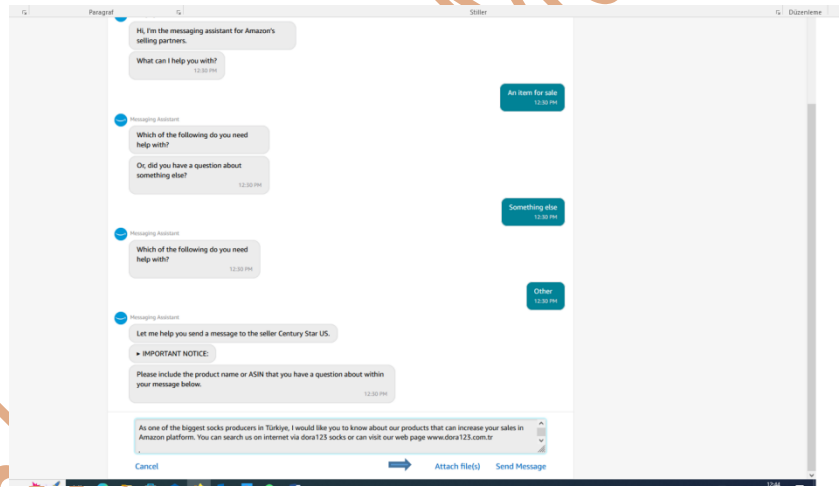 Paragraf Stiller Düzenleme
Hi, I'm the messaging assistant for Amazon's
selling partners.
What can I help you with?
12:30 PM
An item for sale
12:30 PM
Messaging Assistant
Which of the following do you need
help with?
Or, did you have a question about
something else?
12:30 PM
Something else
12:30 PM
Messaging Assistant
Which of the following do you need
help with?
12:30 PM
Other
12:30 PM
Messaging Assistant
Let me help you send a message to the seller Century Star US.
▸ IMPORTANT NOTICE:
Please include the product name or ASIN that you have a question about within
your message below.
12:30 PM
As one of the biggest socks producers in Türkiye, I would like you to know about our products that can increase your sales in
Amazon platform. You can search us on internet via dora123 socks or can visit our web page www.dora123.com.tr
Cancel Attach file(s) Send Message
12:44